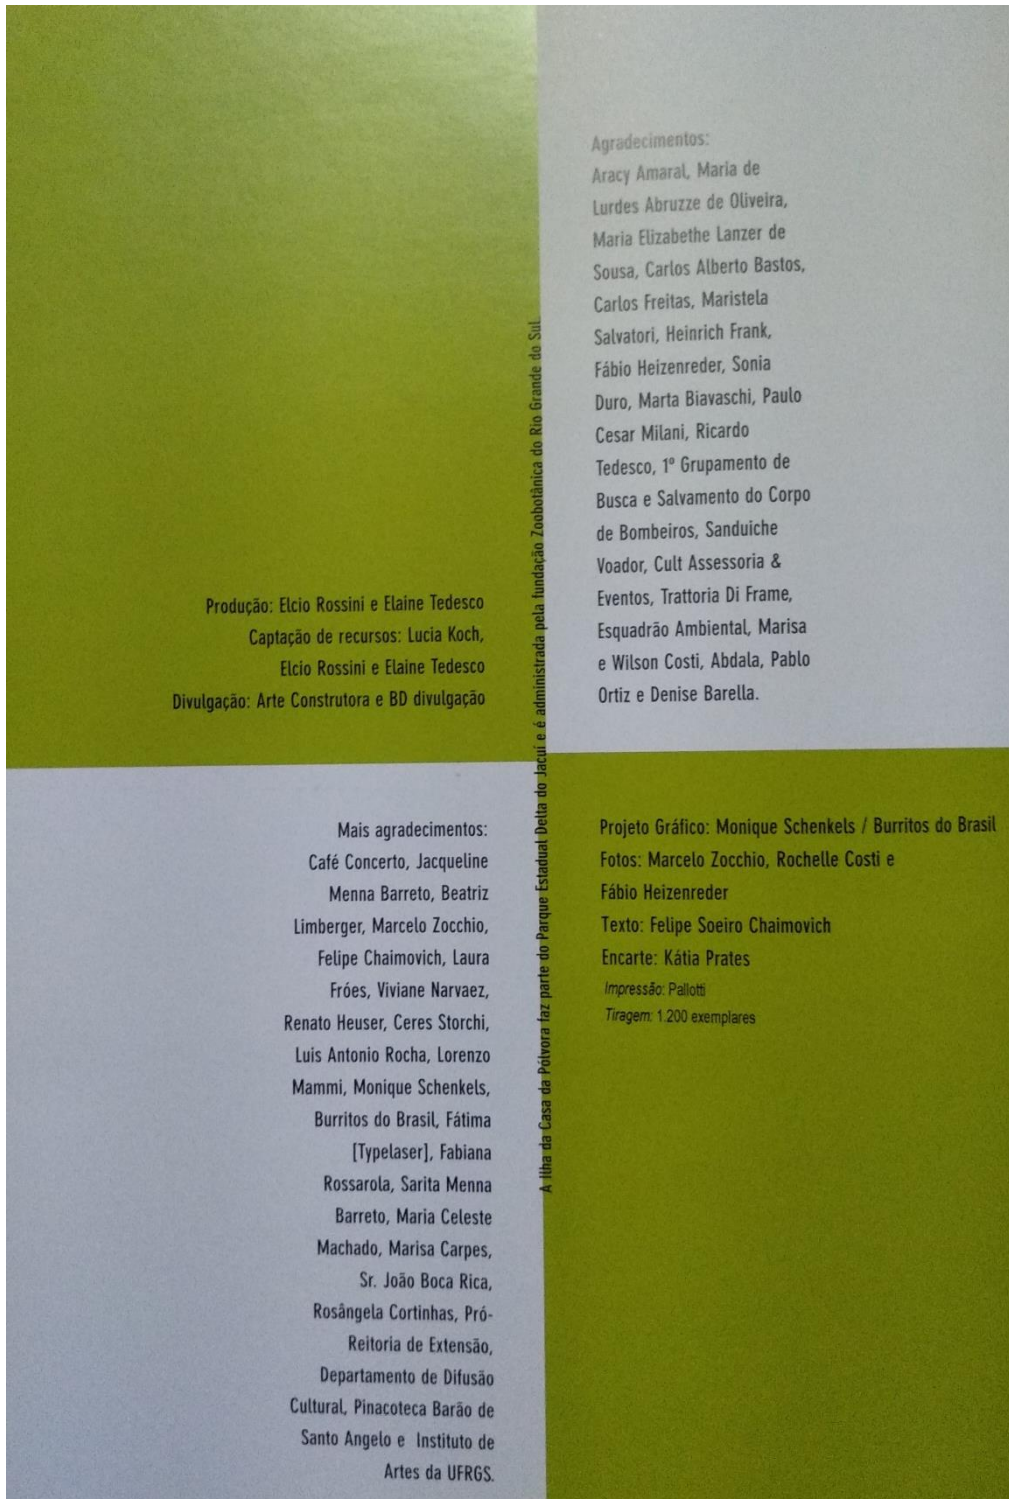 Agradecimentos:
Aracy Amaral, Maria de
Lurdes Abruzze de Oliveira,
Maria Elizabethe Lanzer de
Sousa, Carlos Alberto Bastos,
Carlos Freitas, Maristela
Salvatori, Heinrich Frank,
Fábio Heizenreder, Sonia
Duro, Marta Biavaschi, Paulo
Cesar Milani, Ricardo
Tedesco, 1º Grupamento de
Busca e Salvamento do Corpo
de Bombeiros, Sanduiche
Voador, Cult Assessoria &
Eventos, Trattoria Di Frame,
Esquadrão Ambiental, Marisa
e Wilson Costi, Abdala, Pablo
Ortiz e Denise Barella.
Produção: Elcio Rossini e Elaine Tedesco
Captação de recursos: Lucia Koch,
Elcio Rossini e Elaine Tedesco
Divulgação: Arte Construtora e BD divulgação
A Ilha da Casa da Pólvora faz parte do Parque Estadual Delta do Jacuí e é administrada pela fundação Zoobotânica do Rio Grande do Sul.
Mais agradecimentos:
Café Concerto, Jacqueline
Menna Barreto, Beatriz
Limberger, Marcelo Zocchio,
Felipe Chaimovich, Laura
Fróes, Viviane Narvaez,
Renato Heuser, Ceres Storchi,
Luis Antonio Rocha, Lorenzo
Mammi, Monique Schenkels,
Burritos do Brasil, Fátima
[Typelaser], Fabiana
Rossarola, Sarita Menna
Barreto, Maria Celeste
Machado, Marisa Carpes,
Sr. João Boca Rica,
Rosângela Cortinhas, Pró-
Reitoria de Extensão,
Departamento de Difusão
Cultural, Pinacoteca Barão de
Santo Angelo e Instituto de
Artes da UFRGS.
Projeto Gráfico: Monique Schenkels / Burritos do Brasil
Fotos: Marcelo Zocchio, Rochelle Costi e
Fábio Heizenreder
Texto: Felipe Soeiro Chaimovich
Encarte: Kátia Prates
Impressão: Pallotti
Tiragem: 1.200 exemplares